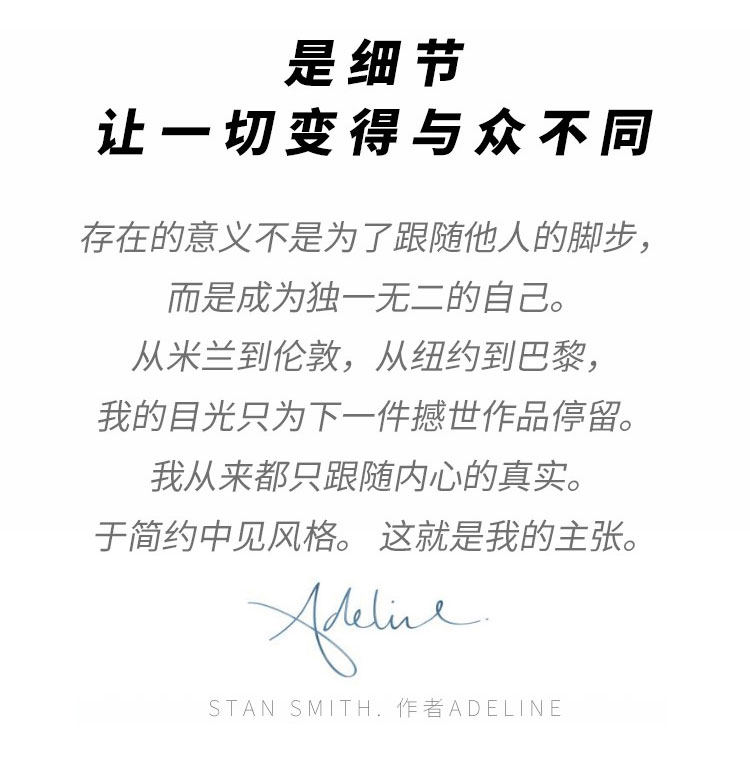 是细节
让一切变得与众不同
存在的意义不是为了跟随他人的脚步，
而是成为独一无二的自己。
从米兰到伦敦，从纽约到巴黎，
我的目光只为下一件撼世作品停留。
我从来都只跟随内心的真实。
于简约中见风格。 这就是我的主张。
Adeline
STAN SMITH. 作者ADELINE